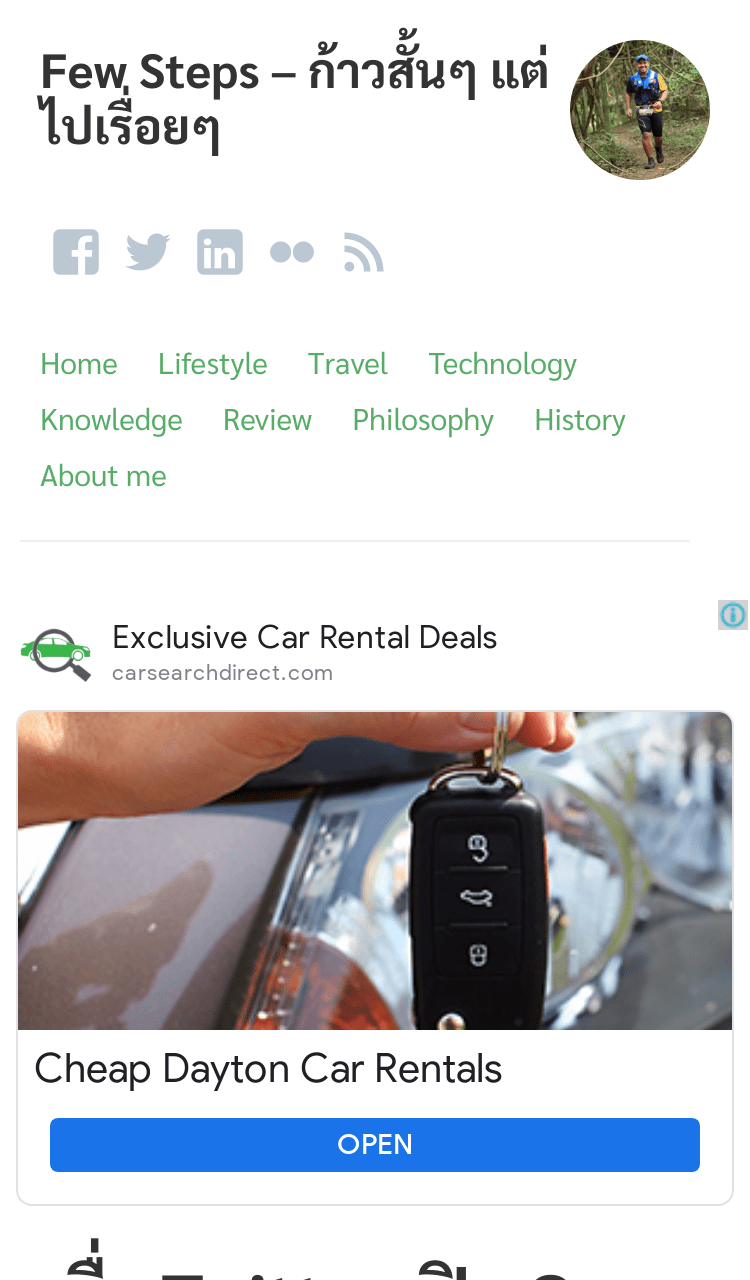 Few Steps – ก้าวสั้นๆ แต่
ไปเรื่อยๆ
Home Lifestyle Travel Technology
Knowledge Review Philosophy History
About me
Exclusive Car Rental Deals
carsearchdirect.com
Cheap Dayton Car Rentals
OPEN